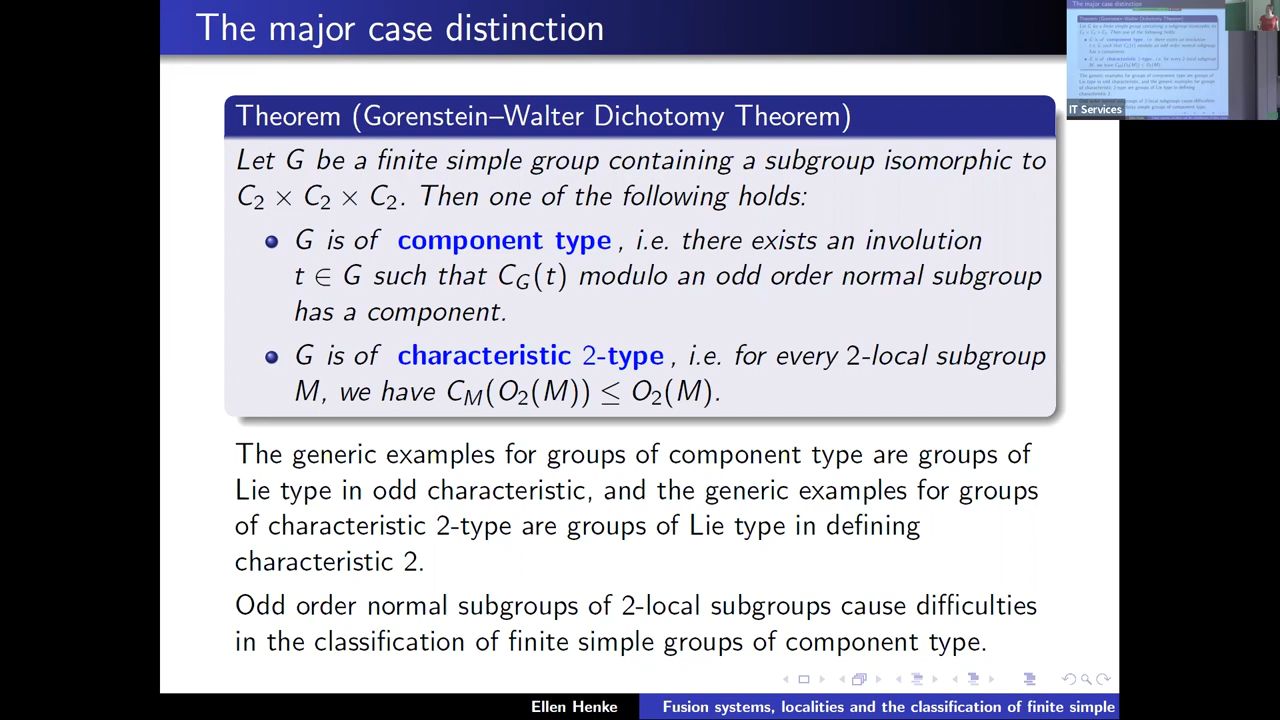 The major case distinction
Theorem (Gorenstein–Walter Dichotomy Theorem)
Let G be a finite simple group containing a subgroup isomorphic to
C₂ × C₂ × C₂. Then one of the following holds:
G is of component type, i.e. there exists an involution
t ∈ G such that C_G(t) modulo an odd order normal subgroup
has a component.
G is of characteristic 2-type, i.e. for every 2-local subgroup
M, we have C_M(O₂(M)) ≤ O₂(M).
The generic examples for groups of component type are groups of
Lie type in odd characteristic, and the generic examples for groups
of characteristic 2-type are groups of Lie type in defining
characteristic 2.
Odd order normal subgroups of 2-local subgroups cause difficulties
in the classification of finite simple groups of component type.
Ellen Henke
Fusion systems, localities and the classification of finite simple
The major case distinction
IT Services